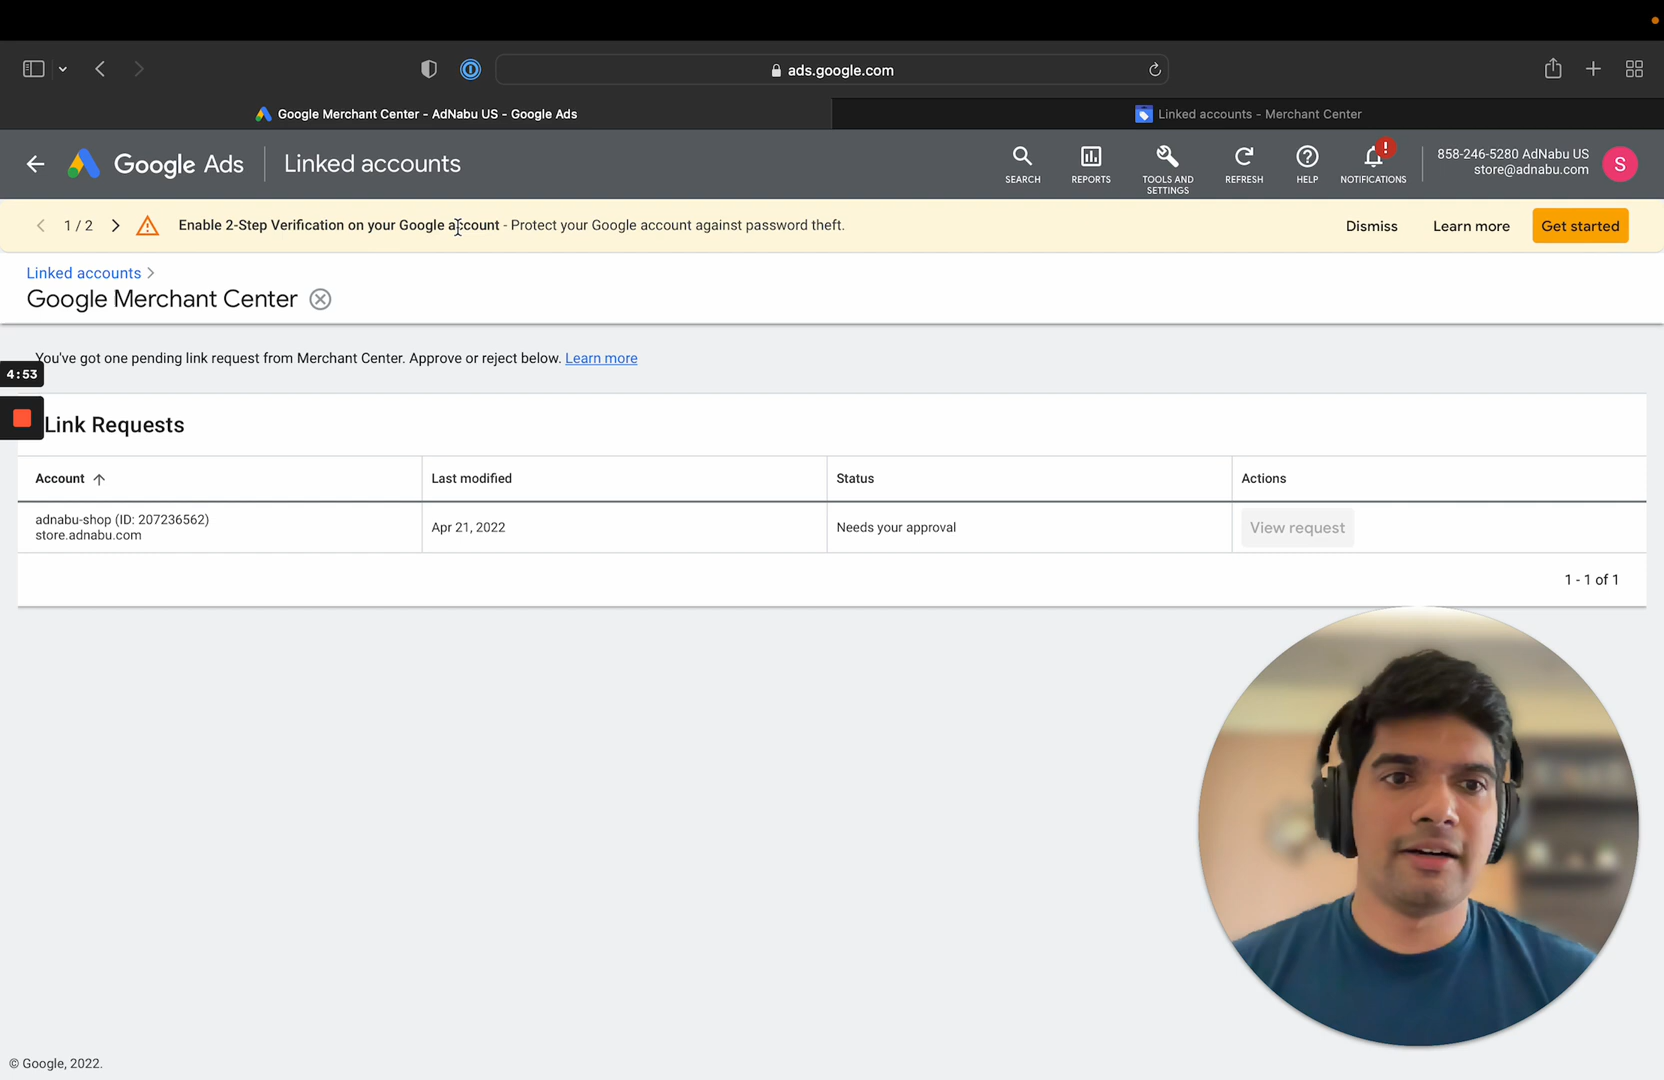 ads.google.com
Google Merchant Center - AdNabu US - Google Ads
Linked accounts - Merchant Center
Google Ads
Linked accounts
SEARCH
REPORTS
TOOLS AND
SETTINGS
REFRESH
HELP
!
NOTIFICATIONS
858-246-5280 AdNabu US
store@adnabu.com
S
1 / 2
Enable 2-Step Verification on your Google account - Protect your Google account against password theft.
Dismiss
Learn more
Get started
Linked accounts
Google Merchant Center
You've got one pending link request from Merchant Center. Approve or reject below. Learn more
4:53
Link Requests
Account
Last modified
Status
Actions
adnabu-shop (ID: 207236562)
store.adnabu.com
Apr 21, 2022
Needs your approval
View request
1 - 1 of 1
© Google, 2022.